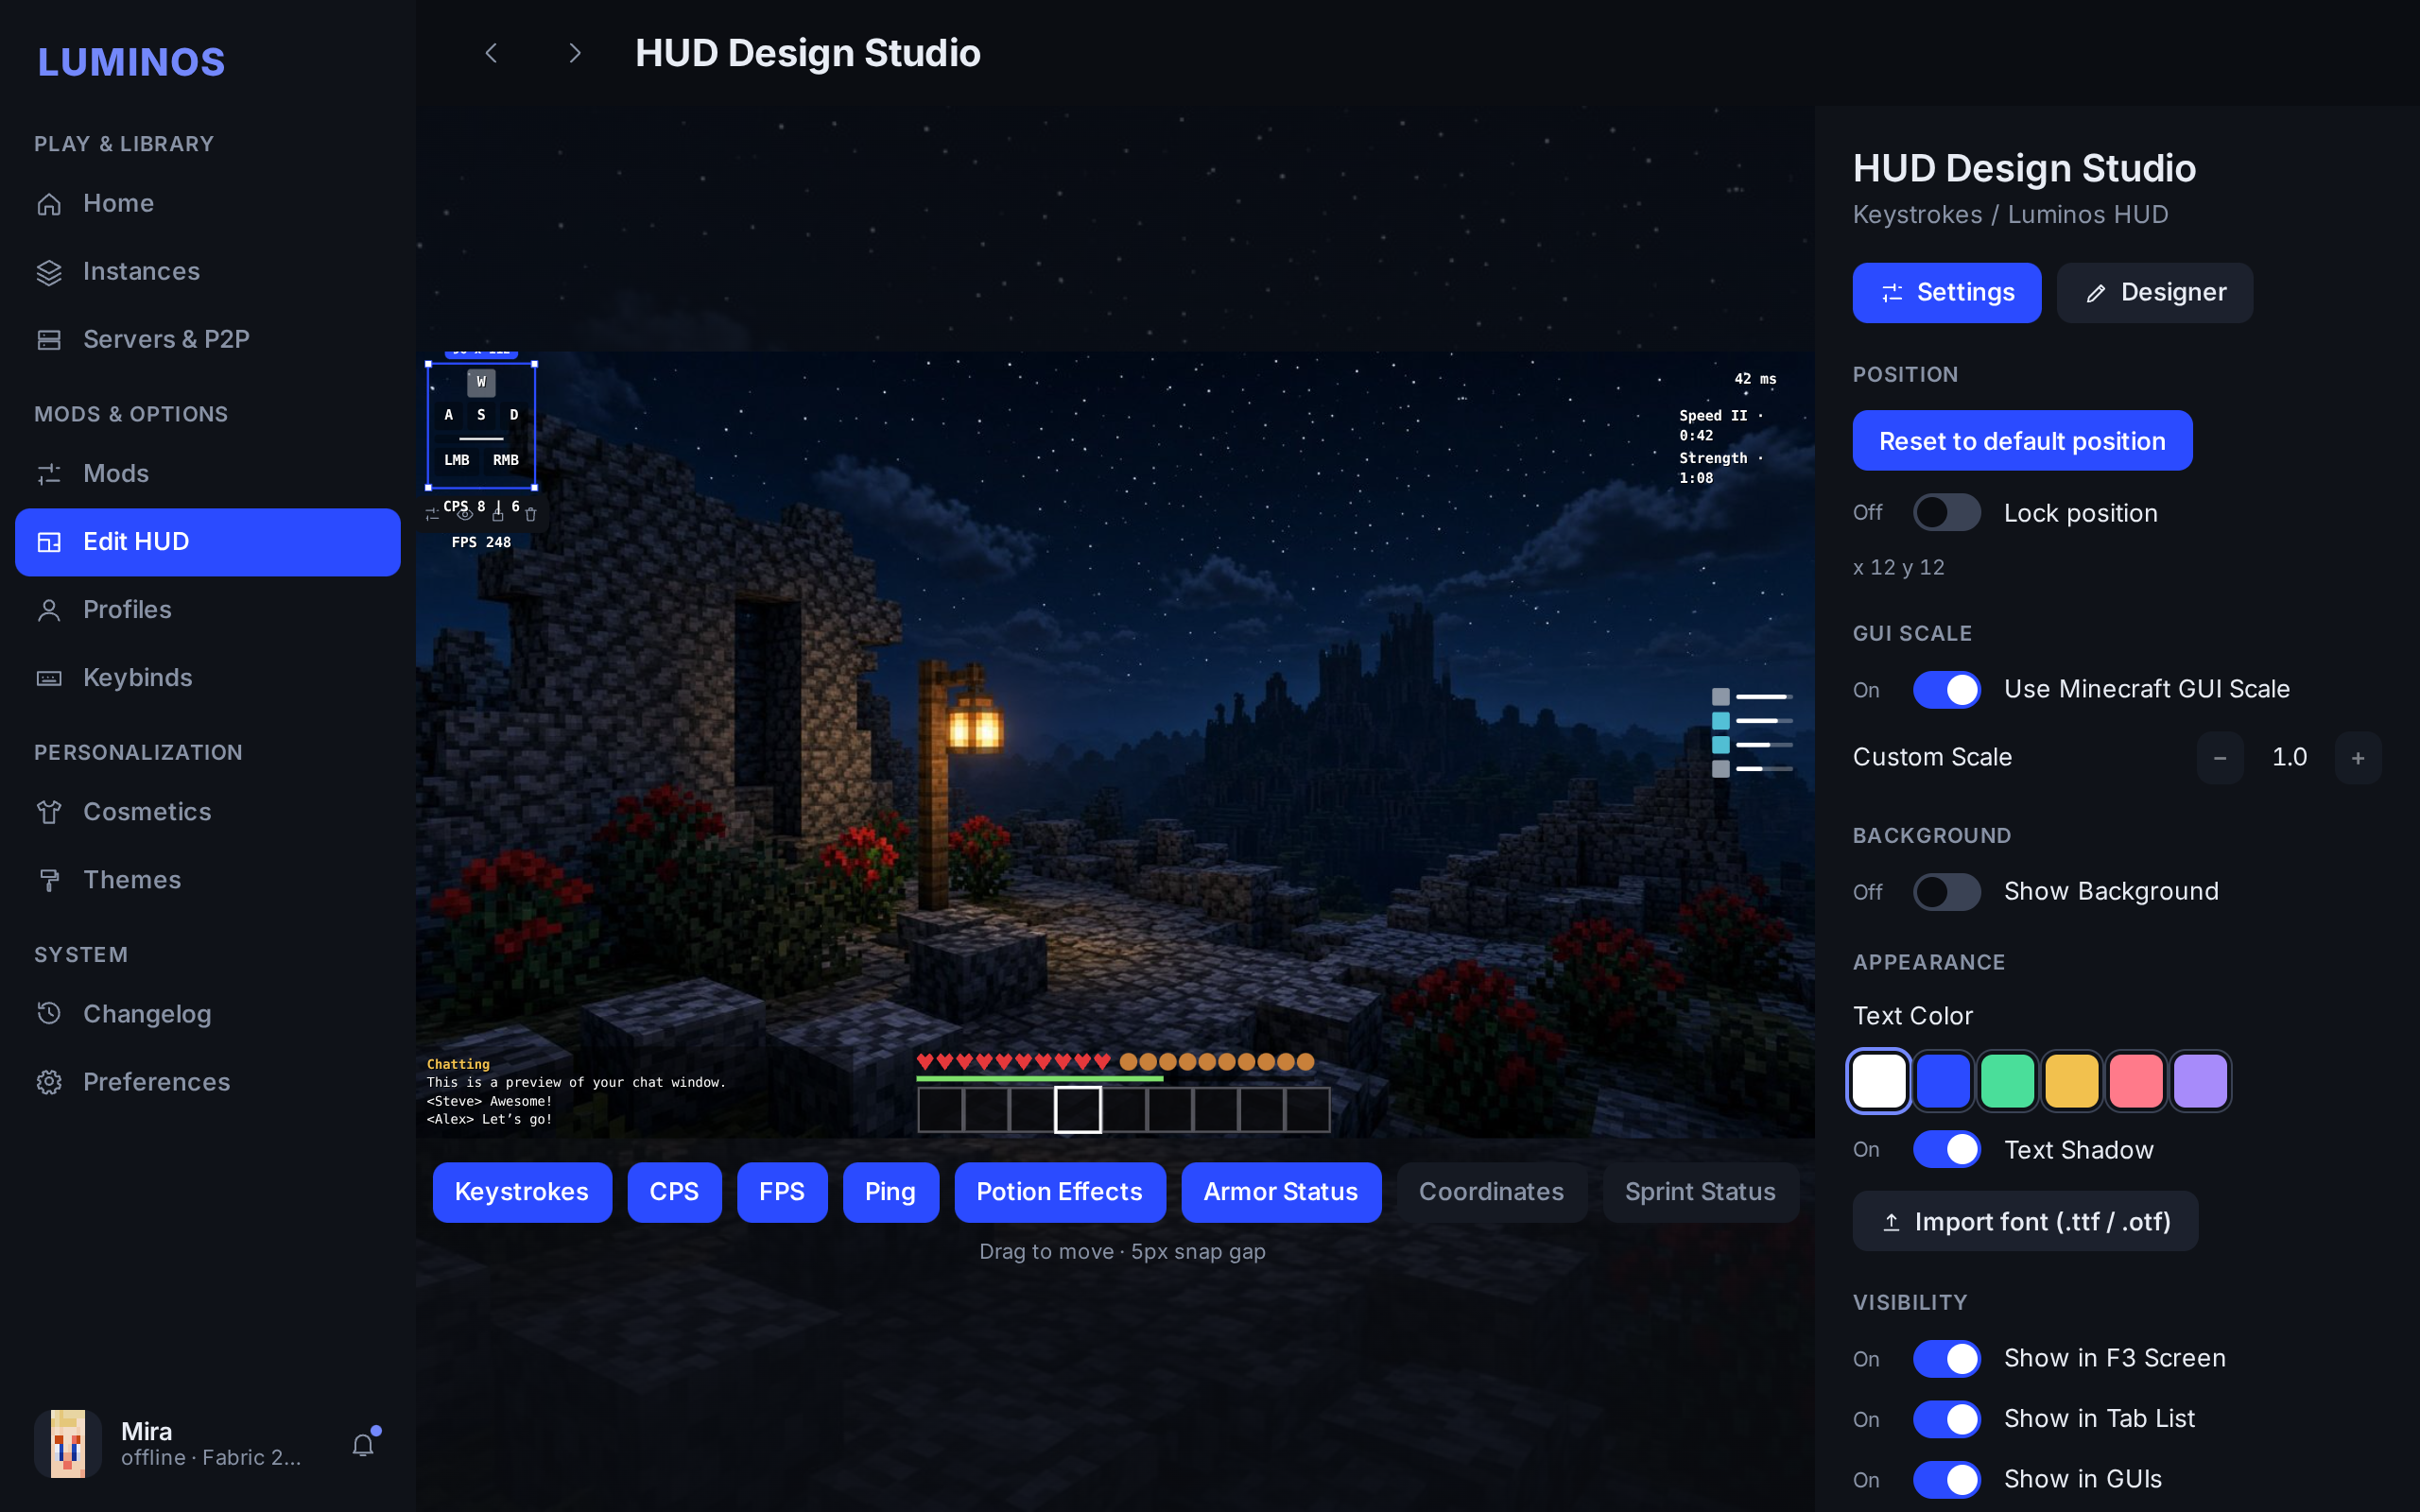 LUMINOS
PLAY & LIBRARY
Home
Instances
Servers & P2P
MODS & OPTIONS
Mods
Edit HUD
Profiles
Keybinds
PERSONALIZATION
Cosmetics
Themes
SYSTEM
Changelog
Preferences
Mira
offline · Fabric 2...
HUD Design Studio
W
A S D
LMB RMB
CPS 8 | 6
FPS 248
42 ms
Speed II ·
0:42
Strength ·
1:08
Chatting
This is a preview of your chat window.
<Steve> Awesome!
<Alex> Let’s go!
Keystrokes CPS FPS Ping Potion Effects Armor Status Coordinates Sprint Status
Drag to move · 5px snap gap
HUD Design Studio
Keystrokes / Luminos HUD
Settings Designer
POSITION
Reset to default position
Off Lock position
x 12 y 12
GUI SCALE
On Use Minecraft GUI Scale
Custom Scale − 1.0 +
BACKGROUND
Off Show Background
APPEARANCE
Text Color
On Text Shadow
Import font (.ttf / .otf)
VISIBILITY
On Show in F3 Screen
On Show in Tab List
On Show in GUIs